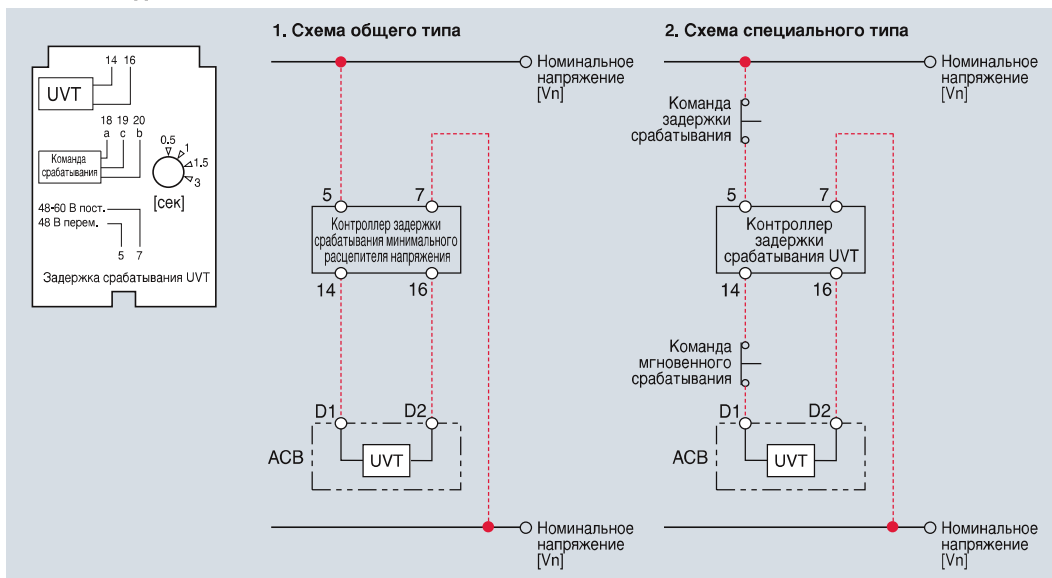 14 16
UVT
18 19 20
a c b
Команда
срабатывания
0.5
1
1.5
3
[сек]
48-60 В пост.
48 В перем.
5 7
Задержка срабатывания UVT
1. Схема общего типа
Номинальное
напряжение
[Vn]
5 7
Контроллер задержки
срабатывания минимального
расцепителя напряжения
14 16
D1 D2
ACB
UVT
Номинальное
напряжение
[Vn]
2. Схема специального типа
Номинальное
напряжение
[Vn]
Команда
задержки
срабатывания
5 7
Контроллер
задержки
срабатывания UVT
14 16
Команда
мгновенного
срабатывания
D1 D2
ACB
UVT
Номинальное
напряжение
[Vn]